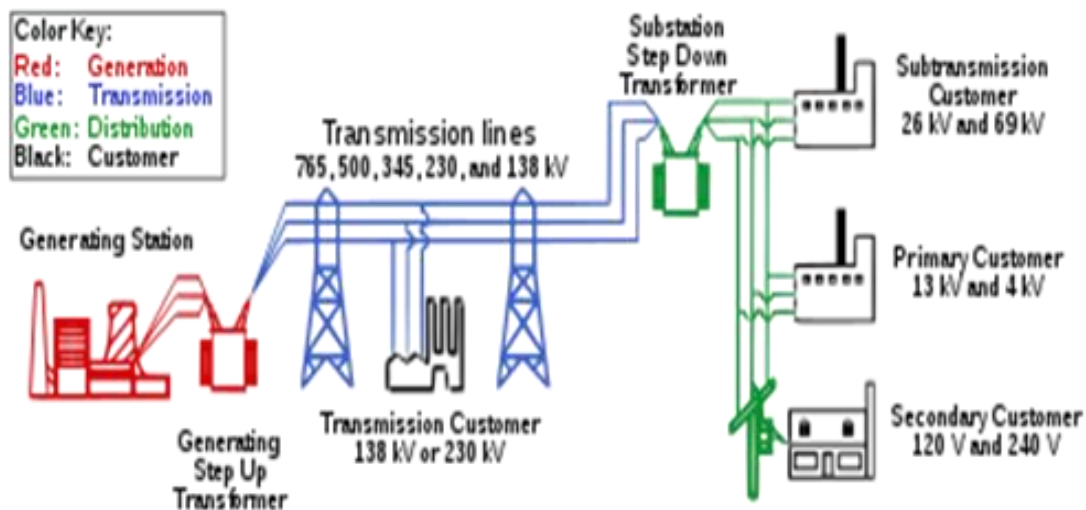 Color Key:
Red: Generation
Blue: Transmission
Green: Distribution
Black: Customer
Substation
Step Down
Transformer
Subtransmission
Customer
26 kV and 69 kV
Transmission lines
765, 500, 345, 230, and 138 kV
Generating Station
Primary Customer
13 kV and 4 kV
Transmission Customer
138 kV or 230 kV
Secondary Customer
120 V and 240 V
Generating
Step Up
Transformer